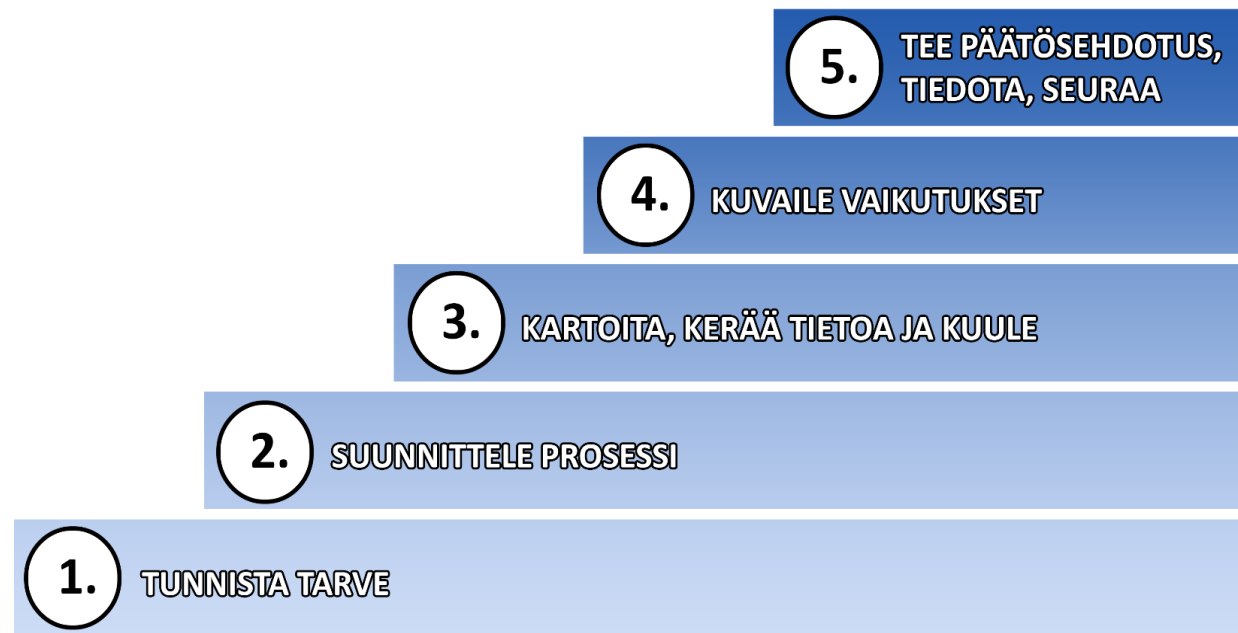 5. TEE PÄÄTÖSEHDOTUS,
TIEDOTA, SEURAA
4. KUVAILE VAIKUTUKSET
3. KARTOITA, KERÄÄ TIETOA JA KUULE
2. SUUNNITTELE PROSESSI
1. TUNNISTA TARVE